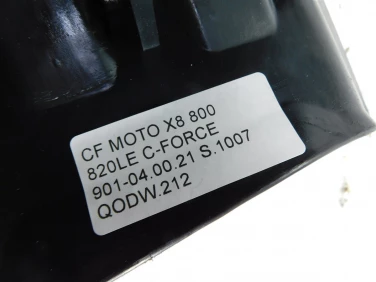 CF MOTO X8 800
820LE C-FORCE
901-04.00.21 S.1007
QODW.212